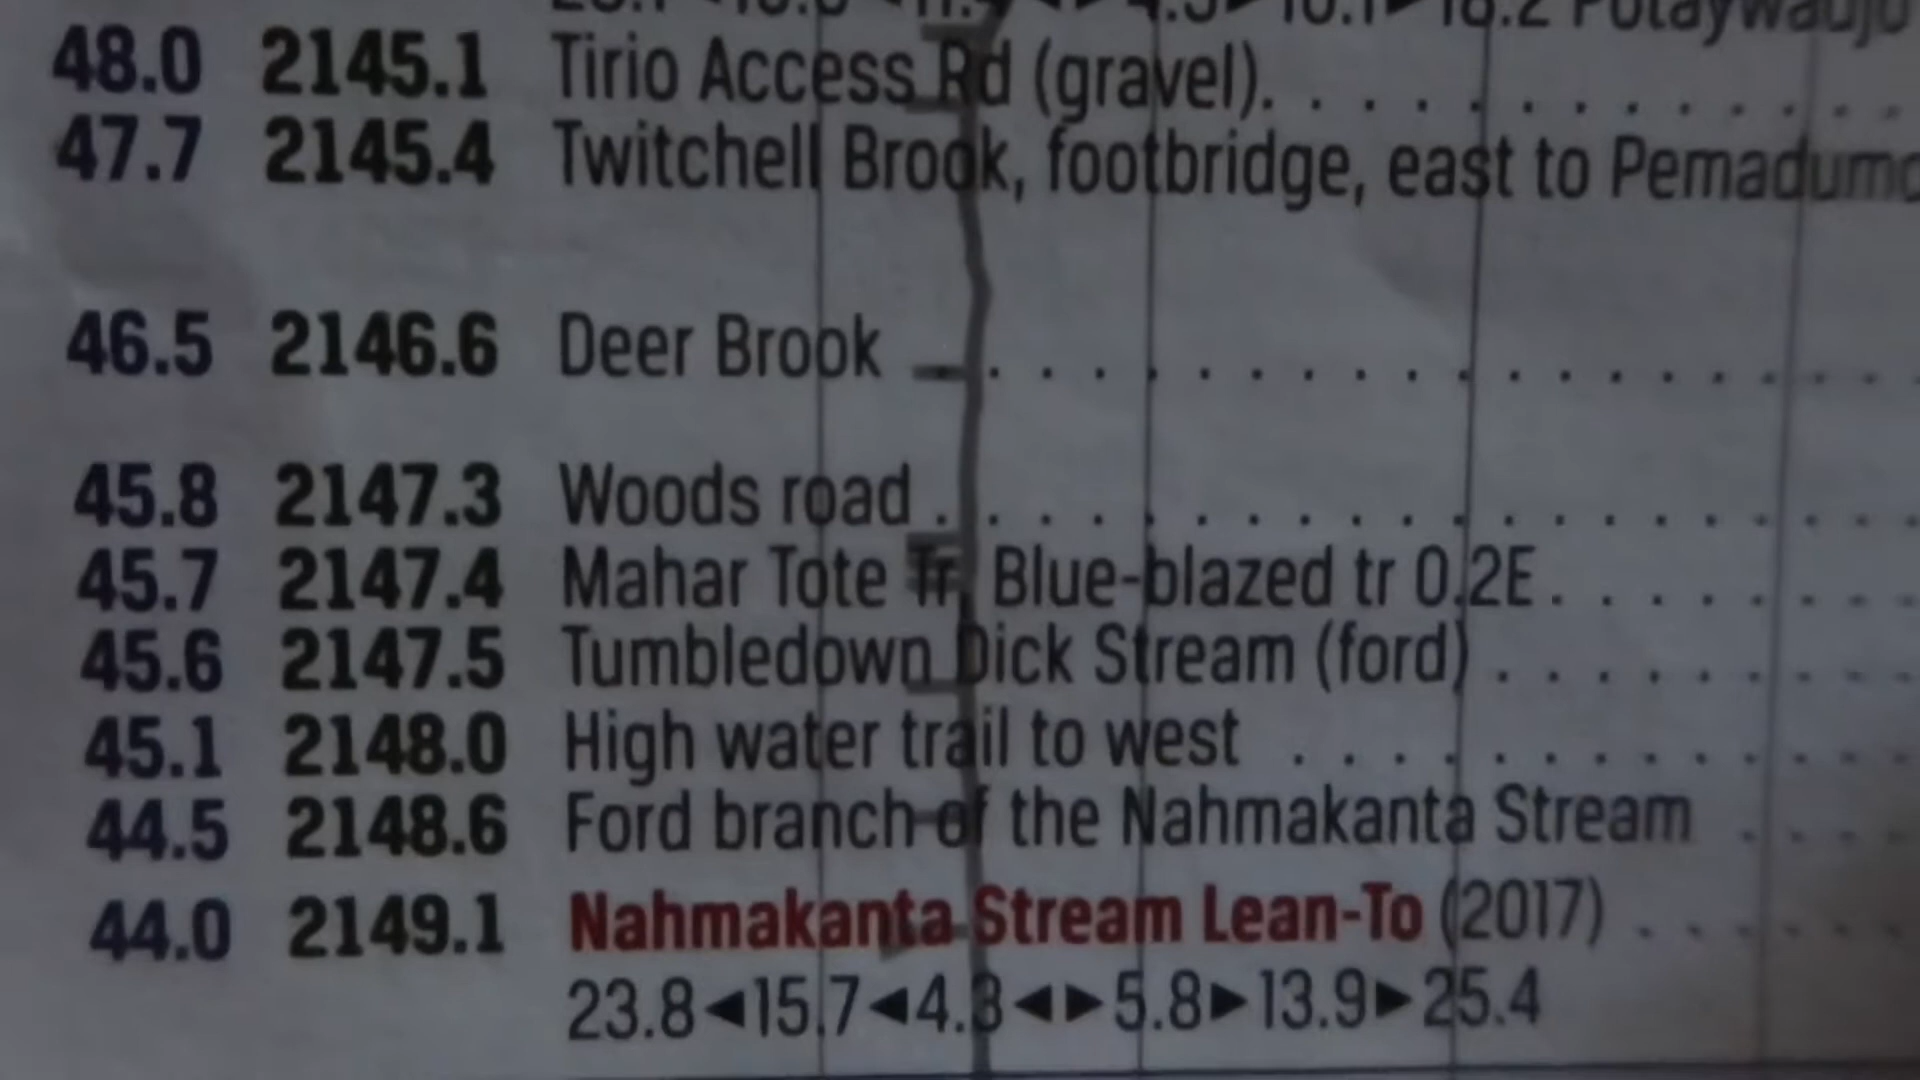 48.0 2145.1 Tirio Access Rd (gravel). . . . . . . . . . . . .
47.7 2145.4 Twitchell Brook, footbridge, east to
46.5 2146.6 Deer Brook . . . . . . . . . . . . . . . . . .
45.8 2147.3 Woods road . . . . . . . . . . . . . . . . . . .
45.7 2147.4 Mahar Tote Tr, Blue-blazed tr 0.2E. . . . . . .
45.6 2147.5 Tumbledown Dick Stream (ford) . . . . . . . .
45.1 2148.0 High water trail to west . . . . . . . . . . . .
44.5 2148.6 Ford branch of the Nahmakanta Stream . . . .
44.0 2149.1 Nahmakanta Stream Lean-To (2017) . . . . . .
23.8◀15.7◀4.3◀▶5.8▶13.9▶25.4